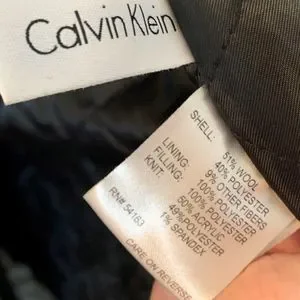 Calvin Klein
SHELL: 51% WOOL
40% POLYESTER
9% OTHER FIBERS
LINING: 100% POLYESTER
FILLING: 100% POLYESTER
KNIT: 50% ACRYLIC
49% POLYESTER
1% SPANDEX
RN# 54163
CARE ON REVERSE